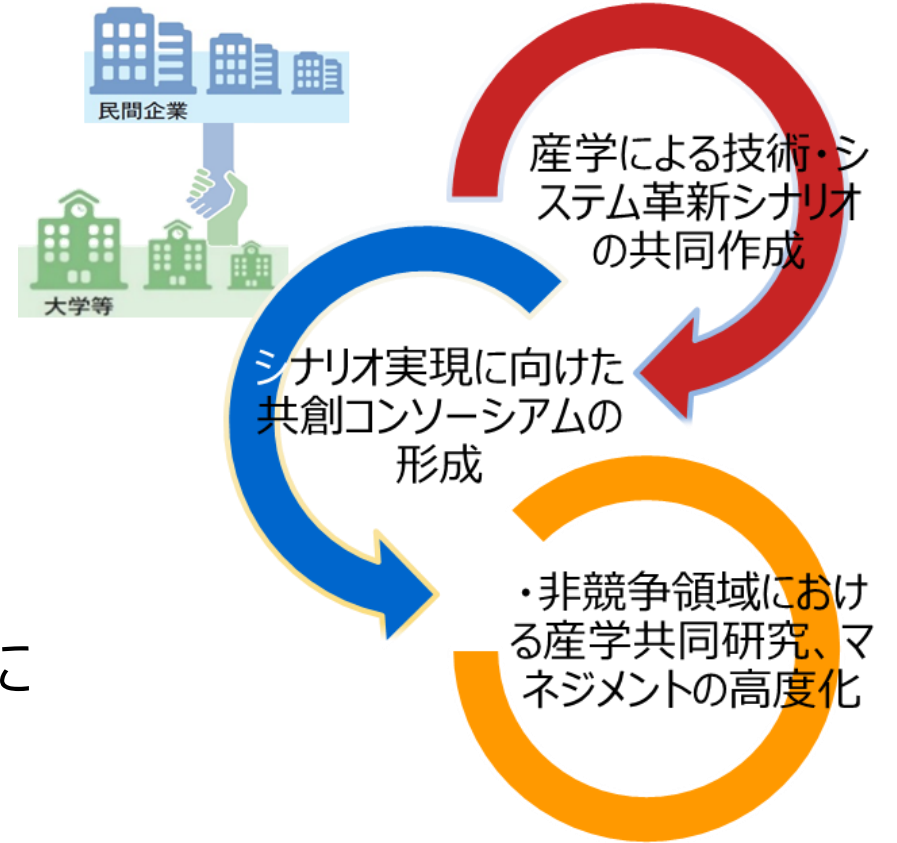 民間企業
大学等
産学による技術・シ
ステム革新シナリオ
の共同作成
シナリオ実現に向けた
共創コンソーシアムの
形成
・非競争領域におけ
る産学共同研究、マ
ネジメントの高度化
に